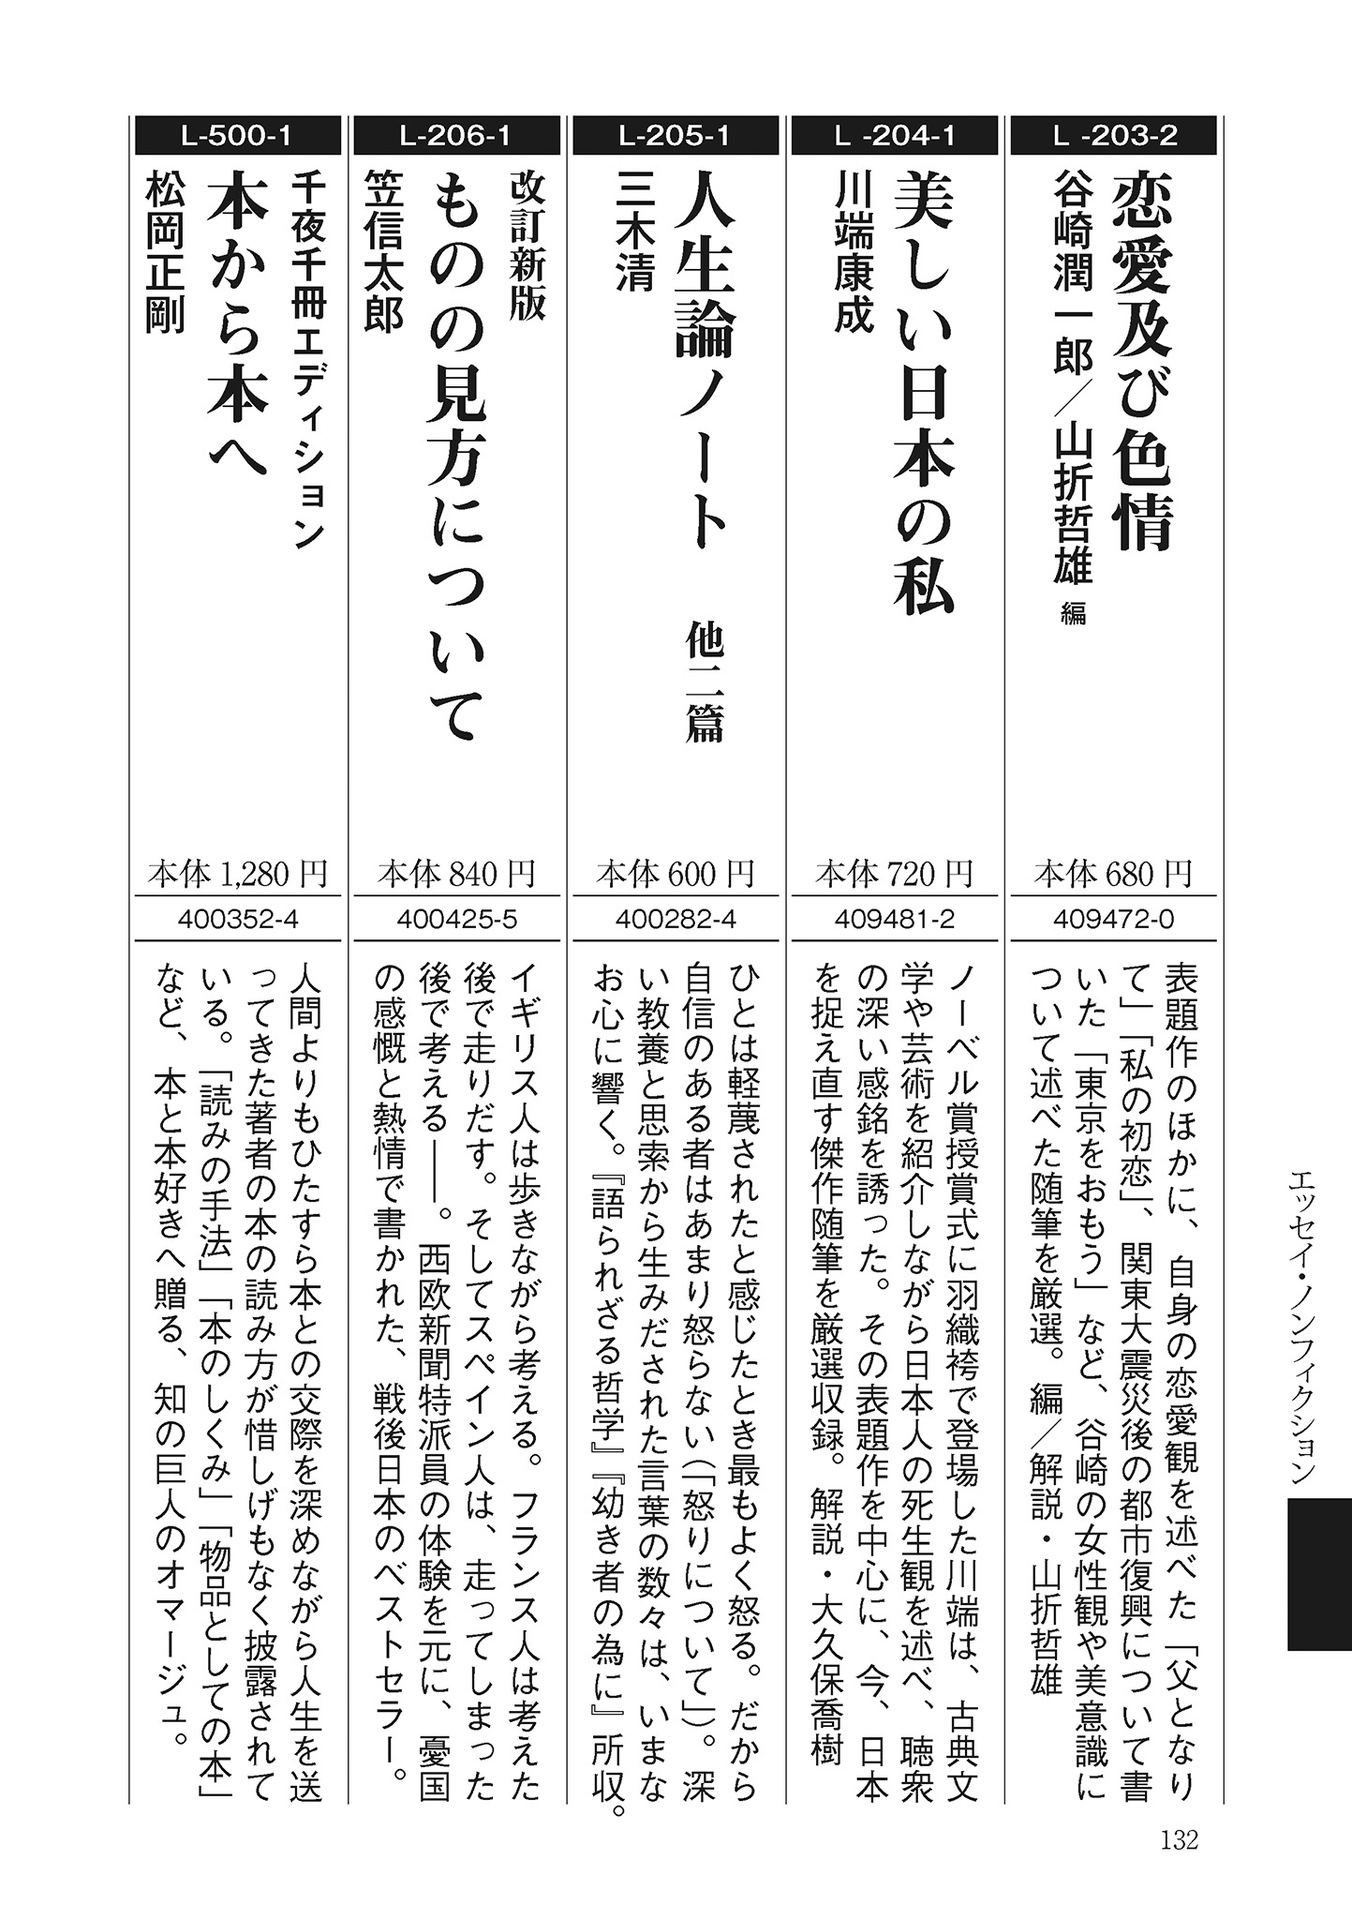 L-203-2
恋愛及び色情
谷崎潤一郎／山折哲雄 編
本体680円
409472-0
表題作のほかに、自身の恋愛観を述べた「父となり
て」「私の初恋」、関東大震災後の都市復興について書
いた「東京をおもう」など、谷崎の女性観や美意識に
ついて述べた随筆を厳選。編／解説・山折哲雄
L-204-1
美しい日本の私
川端康成
本体720円
409481-2
ノーベル賞授賞式に羽織袴で登場した川端は、古典文
学や芸術を紹介しながら日本人の死生観を述べ、聴衆
の深い感銘を誘った。その表題作を中心に、今、日本
を捉え直す傑作随筆を厳選収録。解説・大久保喬樹
L-205-1
人生論ノート 他二篇
三木清
本体600円
400282-4
ひとは軽蔑されたと感じたとき最もよく怒る。だから
自信のある者はあまり怒らない（「怒りについて」）。深
い教養と思索から生みだされた言葉の数々は、いまな
お心に響く。『語られざる哲学』『幼き者の為に』所収。
L-206-1
改訂新版
ものの見方について
笠信太郎
本体840円
400425-5
イギリス人は歩きながら考える。フランス人は考えた
後で走りだす。そしてスペイン人は、走ってしまった
後で考える――。西欧新聞特派員の体験を元に、憂国
の感慨と熱情で書かれた、戦後日本のベストセラー。
L-500-1
千夜千冊エディション
本から本へ
松岡正剛
本体1,280円
400352-4
人間よりもひたすら本との交際を深めながら人生を送
ってきた著者の本の読み方が惜しげもなく披露されて
いる。「読みの手法」「本のしくみ」「物品としての本」
など、本と本好きへ贈る、知の巨人のオマージュ。
エッセイ・ノンフィクション
132